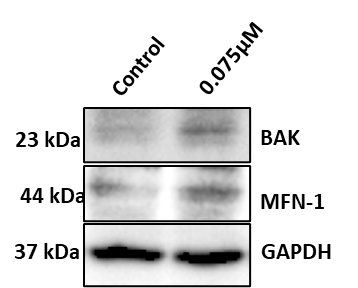 Control 0.075µM
23 kDa BAK
44 kDa MFN-1
37 kDa GAPDH